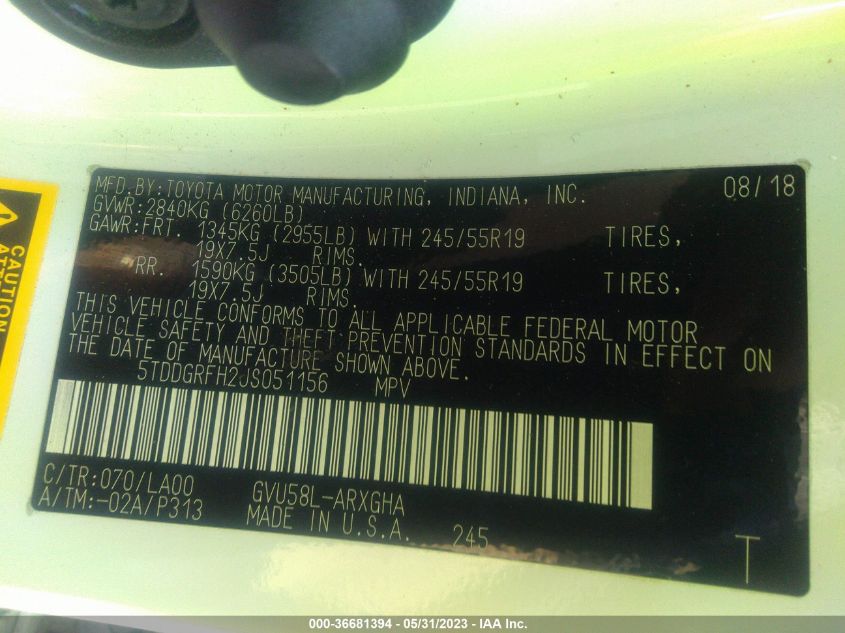 MFD.BY:TOYOTA MOTOR MANUFACTURING, INDIANA, INC. 08/18
GVWR:2840KG (6260LB)
GAWR:FRT. 1345KG (2955LB) WITH 245/55R19 TIRES,
19X7.5J RIMS.
RR. 1590KG (3505LB) WITH 245/55R19 TIRES,
19X7.5J RIMS.
THIS VEHICLE CONFORMS TO ALL APPLICABLE FEDERAL MOTOR
VEHICLE SAFETY AND THEFT PREVENTION STANDARDS IN EFFECT ON
THE DATE OF MANUFACTURE SHOWN ABOVE.
5TDDGRFH2JS051156 MPV
C/TR:070/LA00 GVU58L-ARXGHA
A/TM:-02A/P313 MADE IN U.S.A. 245 T
CAUTION
000-36681394 - 05/31/2023 - IAA Inc.